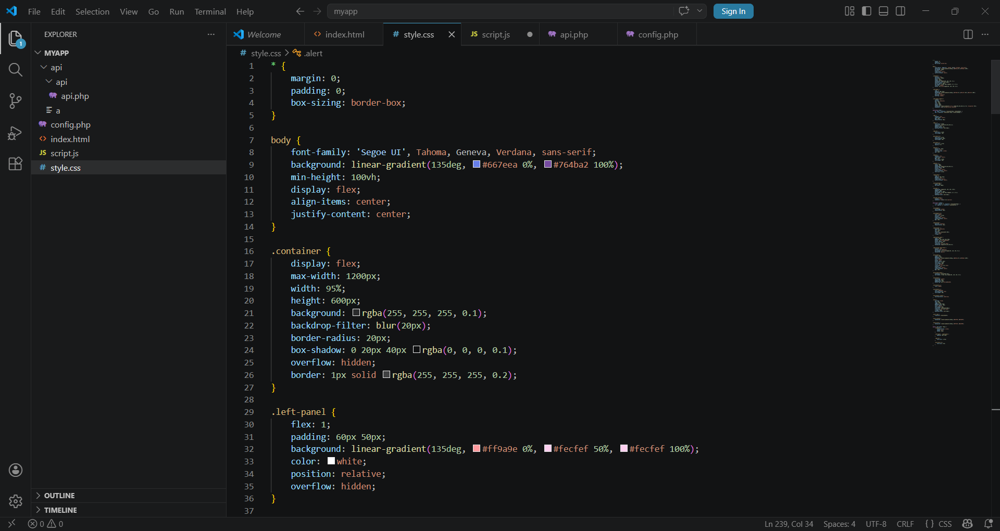 File Edit Selection View Go Run Terminal Help
myapp
Sign In
EXPLORER
1
MYAPP
api
api
api.php
a
config.php
index.html
JS script.js
# style.css
OUTLINE
TIMELINE
Welcome
index.html
# style.css
JS script.js
api.php
config.php
# style.css > .alert
1 * {
2 margin: 0;
3 padding: 0;
4 box-sizing: border-box;
5 }
6
7 body {
8 font-family: 'Segoe UI', Tahoma, Geneva, Verdana, sans-serif;
9 background: linear-gradient(135deg, #667eea 0%, #764ba2 100%);
10 min-height: 100vh;
11 display: flex;
12 align-items: center;
13 justify-content: center;
14 }
15
16 .container {
17 display: flex;
18 max-width: 1200px;
19 width: 95%;
20 height: 600px;
21 background: rgba(255, 255, 255, 0.1);
22 backdrop-filter: blur(20px);
23 border-radius: 20px;
24 box-shadow: 0 20px 40px rgba(0, 0, 0, 0.1);
25 overflow: hidden;
26 border: 1px solid rgba(255, 255, 255, 0.2);
27 }
28
29 .left-panel {
30 flex: 1;
31 padding: 60px 50px;
32 background: linear-gradient(135deg, #ff9a9e 0%, #fecfef 50%, #fecfef 100%);
33 color: white;
34 position: relative;
35 overflow: hidden;
36 }
37
0 0
Ln 239, Col 34 Spaces: 4 UTF-8 CRLF {} CSS